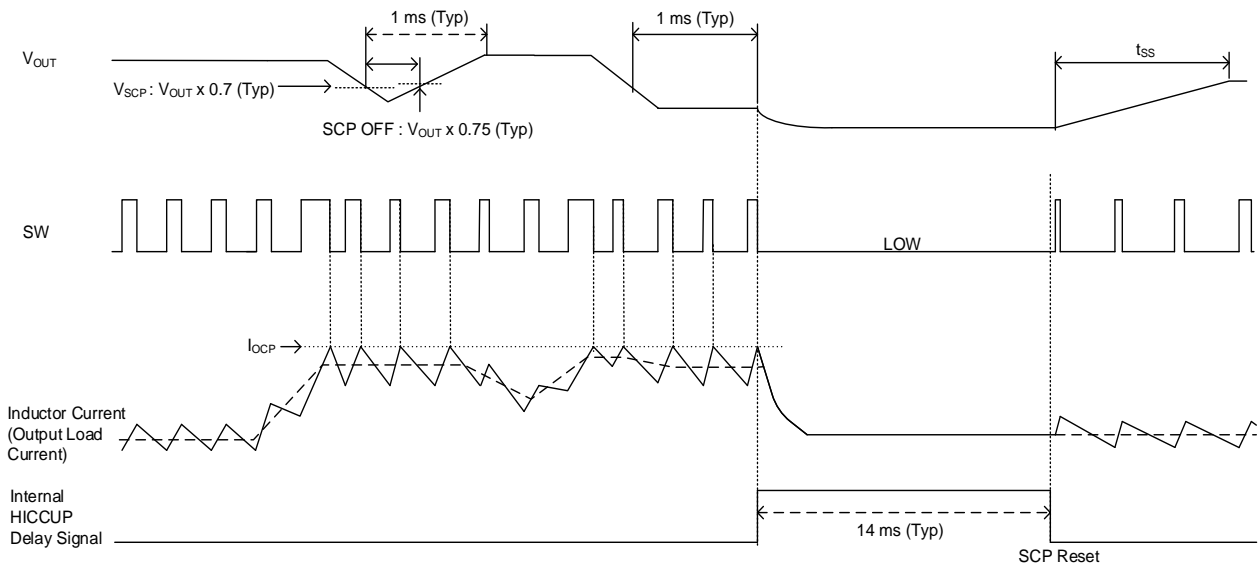 1 ms (Typ)
1 ms (Typ)
tSS
VOUT
VSCP : VOUT x 0.7 (Typ)
SCP OFF : VOUT x 0.75 (Typ)
SW
LOW
IOCP
Inductor Current
(Output Load
Current)
Internal
HICCUP
Delay Signal
14 ms (Typ)
SCP Reset